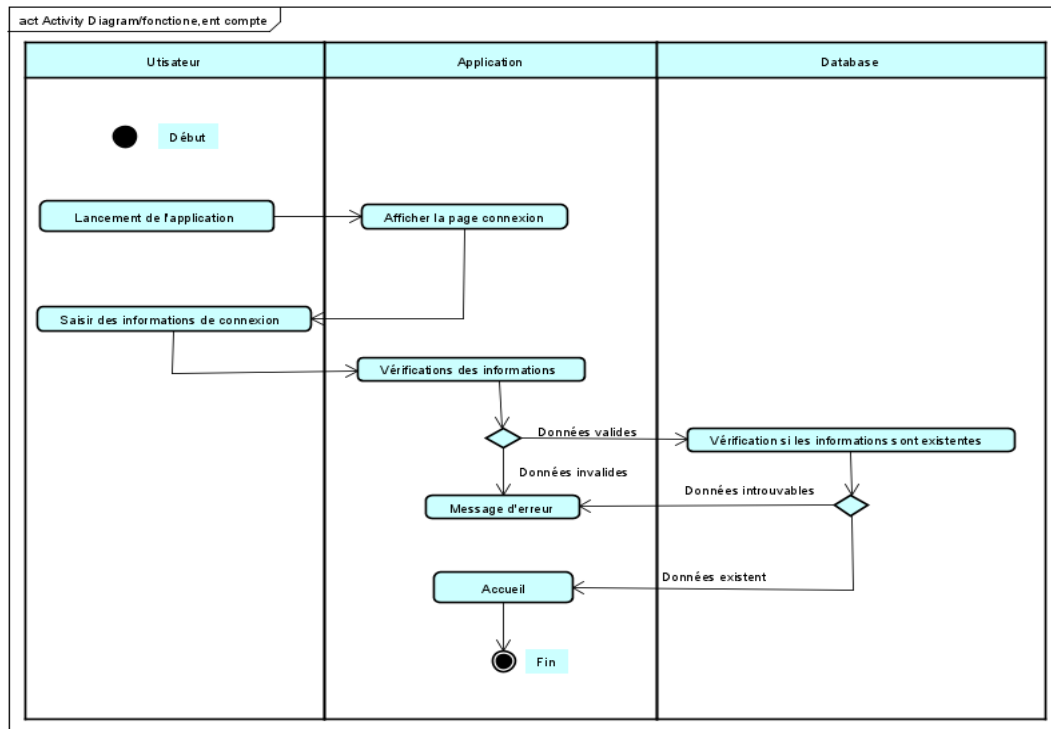 act Activity Diagram/fonctione,ent compte
Utisateur
Application
Database
Début
Lancement de l'application
Afficher la page connexion
Saisir des informations de connexion
Vérifications des informations
Données valides
Vérification si les informations sont existentes
Données invalides
Données introuvables
Message d'erreur
Données existent
Accueil
Fin